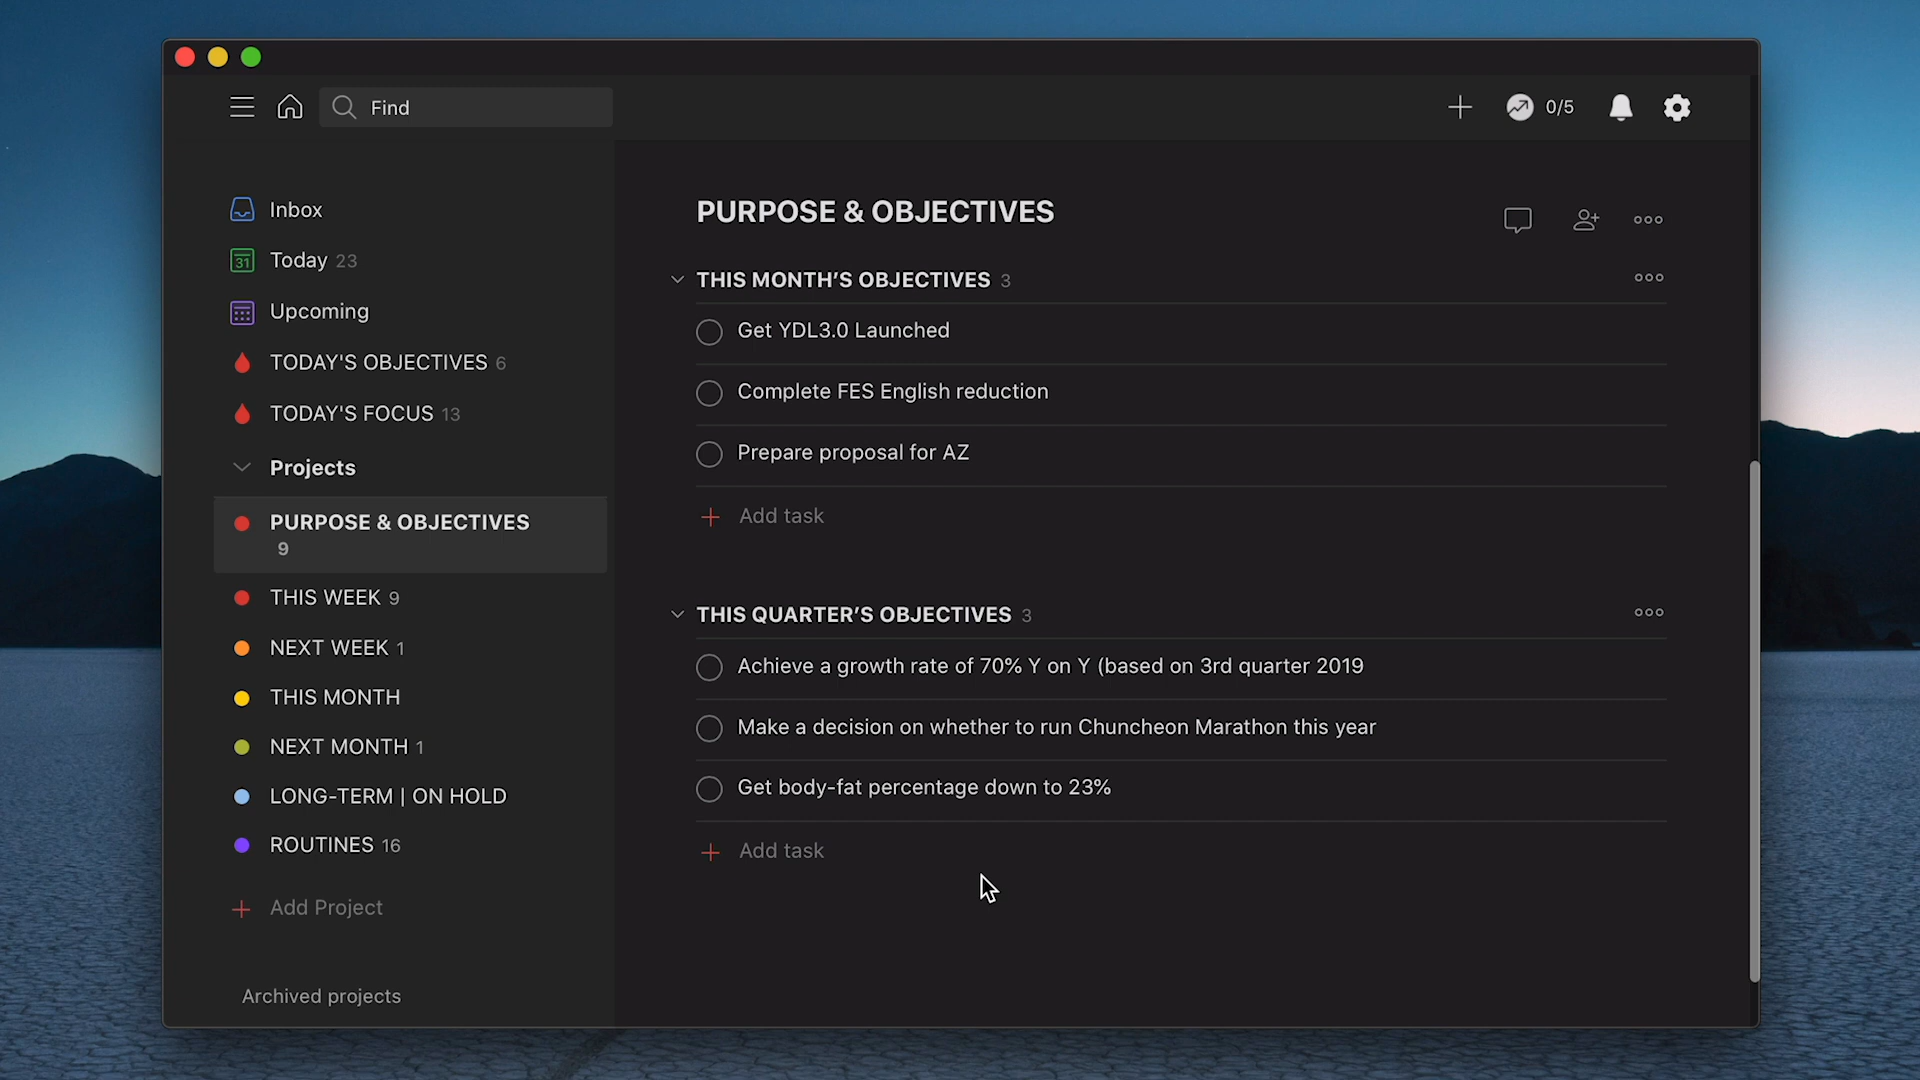 Find
0/5
Inbox
31
Today 23
Upcoming
TODAY'S OBJECTIVES 6
TODAY'S FOCUS 13
Projects
PURPOSE & OBJECTIVES
9
THIS WEEK 9
NEXT WEEK 1
THIS MONTH
NEXT MONTH 1
LONG-TERM | ON HOLD
ROUTINES 16
Add Project
Archived projects
PURPOSE & OBJECTIVES
THIS MONTH’S OBJECTIVES 3
Get YDL3.0 Launched
Complete FES English reduction
Prepare proposal for AZ
Add task
THIS QUARTER’S OBJECTIVES 3
Achieve a growth rate of 70% Y on Y (based on 3rd quarter 2019
Make a decision on whether to run Chuncheon Marathon this year
Get body-fat percentage down to 23%
Add task